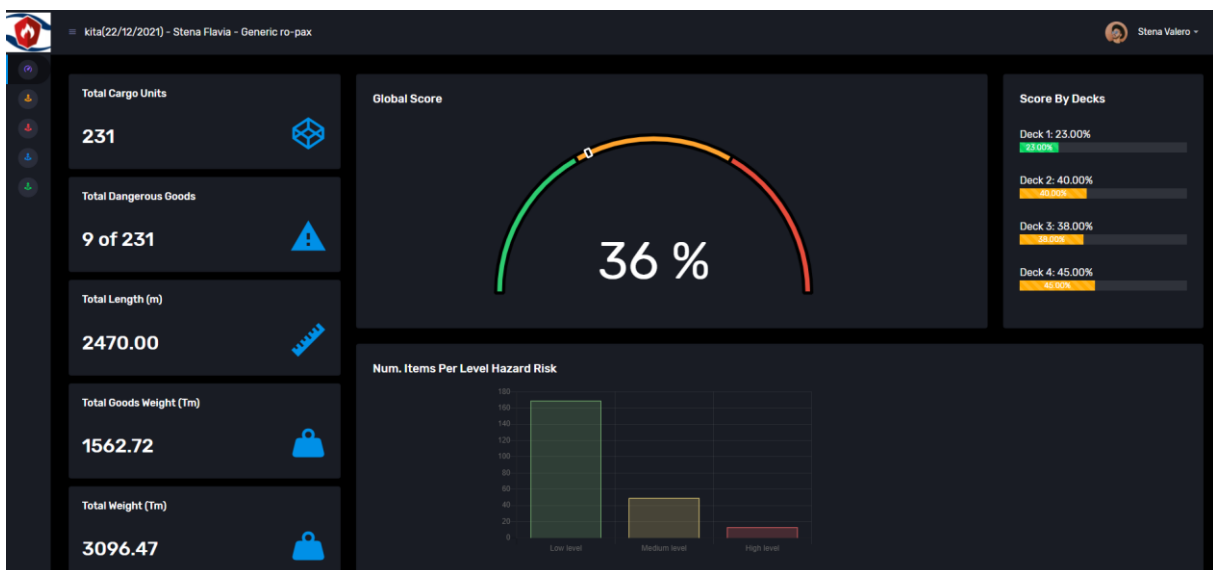 kita(22/12/2021) - Stena Flavia - Generic ro-pax
Stena Valero
Total Cargo Units
231
Total Dangerous Goods
9 of 231
Total Length (m)
2470.00
Total Goods Weight (Tm)
1562.72
Total Weight (Tm)
3096.47
Global Score
36 %
Score By Decks
Deck 1: 23.00%
23.00%
Deck 2: 40.00%
40.00%
Deck 3: 38.00%
38.00%
Deck 4: 45.00%
45.00%
Num. Items Per Level Hazard Risk
180
160
140
120
100
80
60
40
20
0
Low level Medium level High level